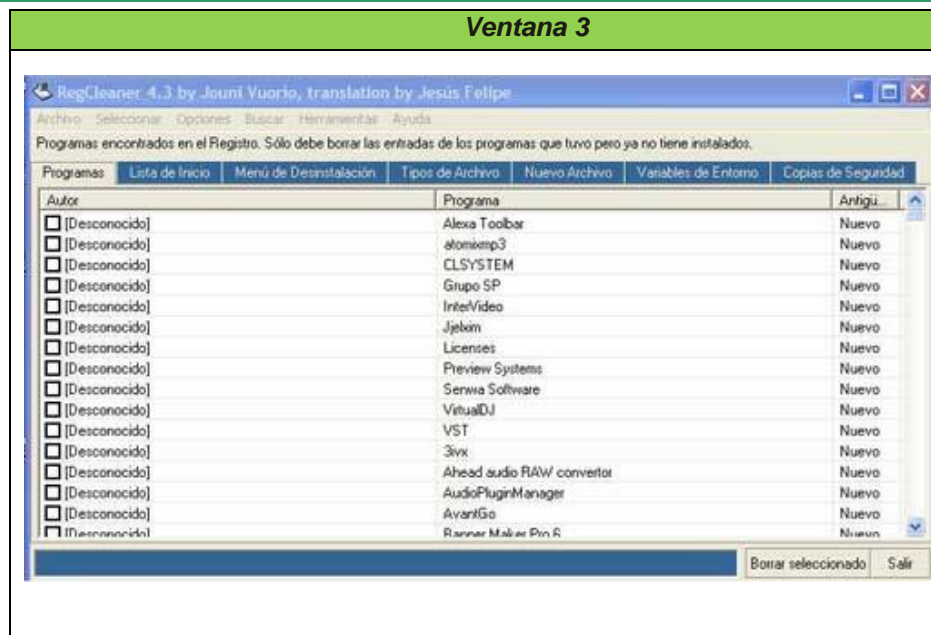 Ventana 3
RegCleaner 4.3 by Jouni Vuorio, translation by Jesús Felipe
Archivo Seleccionar Opciones Buscar Herramientas Ayuda
Programas encontrados en el Registro. Sólo debe borrar las entradas de los programas que tuvo pero ya no tiene instalados.
Programas Lista de Inicio Menú de Desinstalación Tipos de Archivo Nuevo Archivo Variables de Entorno Copias de Seguridad
Autor Programa Antigü...
[Desconocido] Alexa Toolbar Nuevo
[Desconocido] atomixmp3 Nuevo
[Desconocido] CLSYSTEM Nuevo
[Desconocido] Grupo SP Nuevo
[Desconocido] InterVideo Nuevo
[Desconocido] Nuevo
[Desconocido] Licenses Nuevo
[Desconocido] Preview Systems Nuevo
[Desconocido] Software Nuevo
[Desconocido] VirtualDJ Nuevo
[Desconocido] VST Nuevo
[Desconocido] 3ivx Nuevo
[Desconocido] Ahead audio RAW convertor Nuevo
[Desconocido] AudioPluginManager Nuevo
[Desconocido] AvantGo Nuevo
[Desconocido] Banner Maker Pro 6 Nuevo
Borrar seleccionado Salir